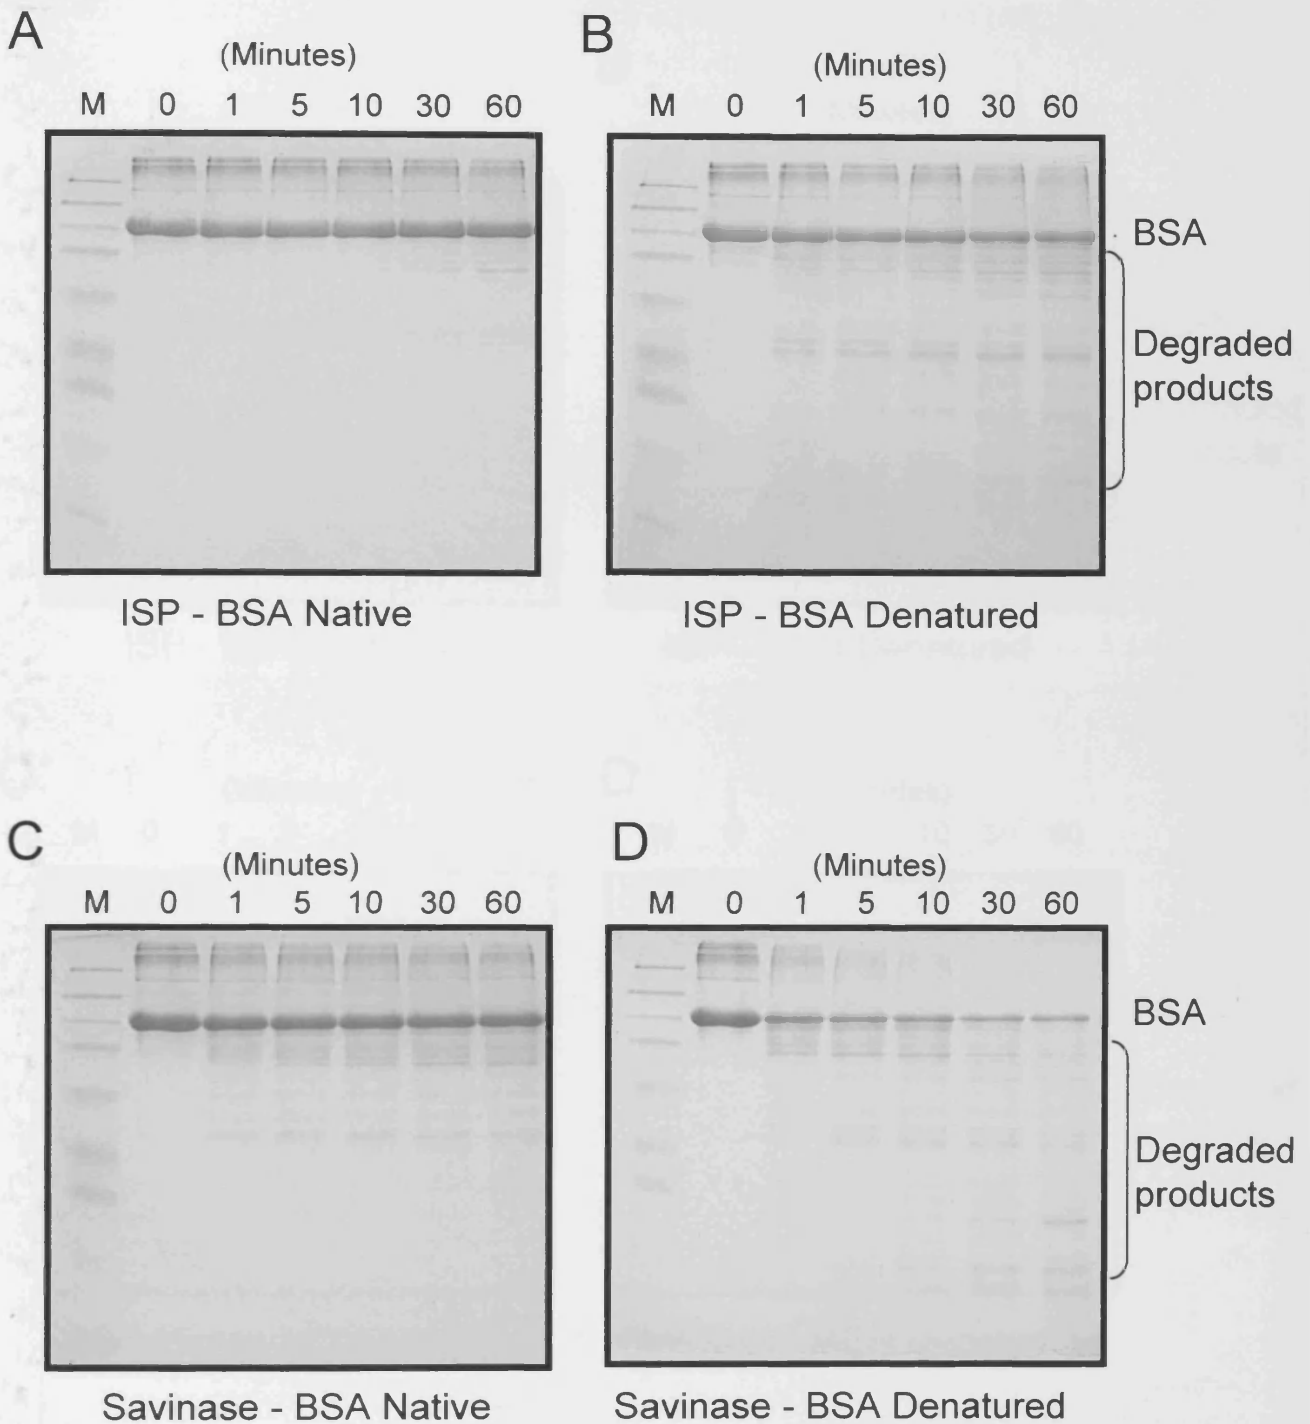 A
(Minutes)
M 0 1 5 10 30 60
ISP - BSA Native
B
(Minutes)
M 0 1 5 10 30 60
BSA
Degraded
products
ISP - BSA Denatured
C
(Minutes)
M 0 1 5 10 30 60
Savinase - BSA Native
D
(Minutes)
M 0 1 5 10 30 60
BSA
Degraded
products
Savinase - BSA Denatured